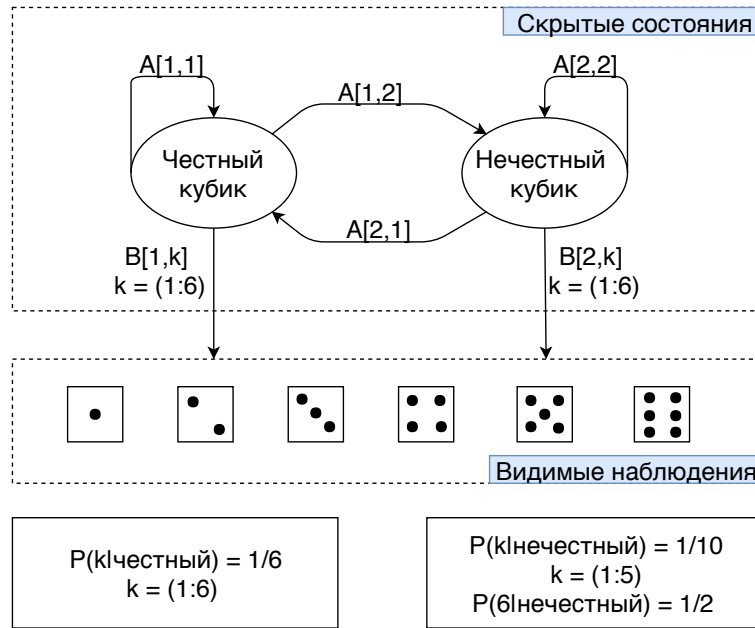 Скрытые состояния
A[1,1]
A[1,2]
A[2,2]
Честный
кубик
Нечестный
кубик
A[2,1]
B[1,k]
k = (1:6)
B[2,k]
k = (1:6)
Видимые наблюдения
P(k|честный) = 1/6
k = (1:6)
P(k|нечестный) = 1/10
k = (1:5)
P(6|нечестный) = 1/2